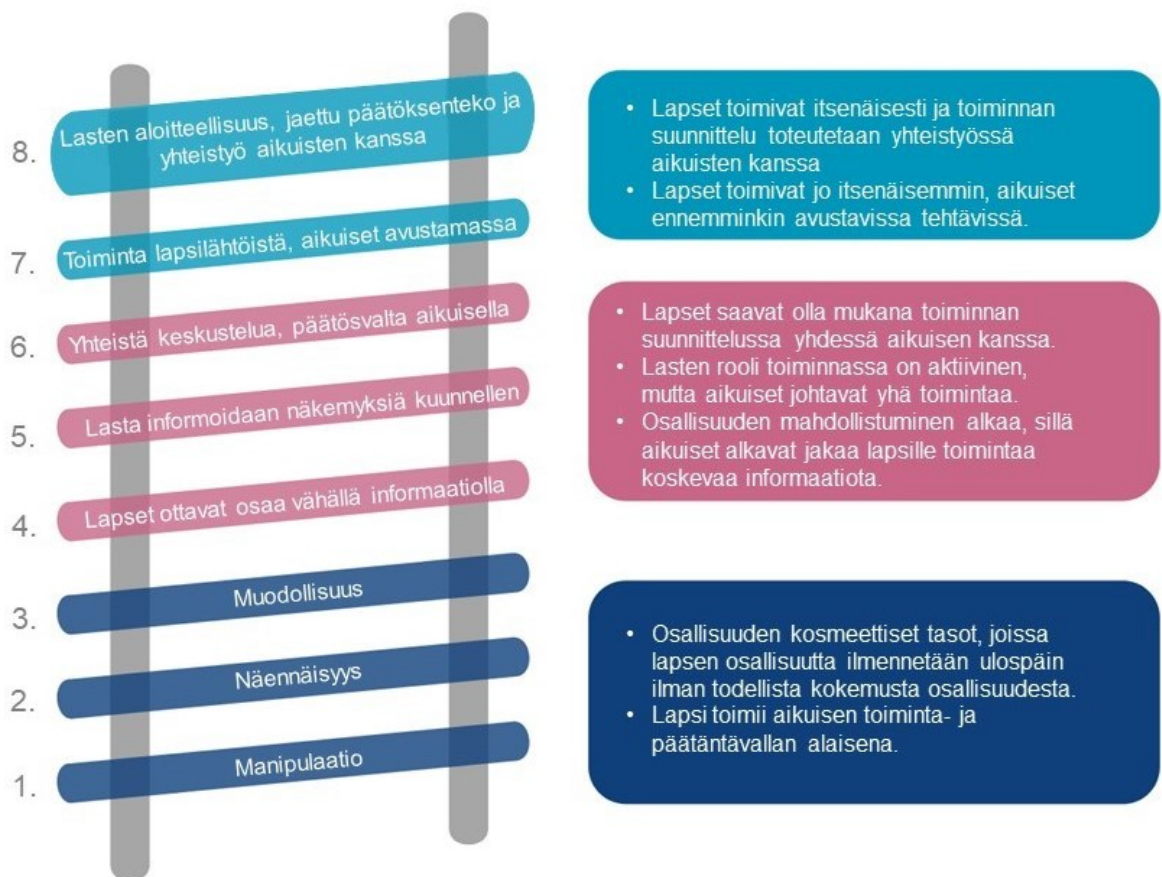 8.
Lasten aloitteellisuus, jaettu päätöksenteko ja
yhteistyö aikuisten kanssa
7.
Toiminta lapsilähtöistä, aikuiset avustamassa
6.
Yhteistä keskustelua, päätösvalta aikuisella
5.
Lasta informoidaan näkemyksiä kuunnellen
4.
Lapset ottavat osaa vähällä informaatiolla
3.
Muodollisuus
2.
Näennäisyys
1.
Manipulaatio
• Lapset toimivat itsenäisesti ja toiminnan
suunnittelu toteutetaan yhteistyössä
aikuisten kanssa
• Lapset toimivat jo itsenäisemmin, aikuiset
ennemminkin avustavissa tehtävissä.
• Lapset saavat olla mukana toiminnan
suunnittelussa yhdessä aikuisen kanssa.
• Lasten rooli toiminnassa on aktiivinen,
mutta aikuiset johtavat yhä toimintaa.
• Osallisuuden mahdollistuminen alkaa, sillä
aikuiset alkavat jakaa lapsille toimintaa
koskevaa informaatiota.
• Osallisuuden kosmeettiset tasot, joissa
lapsen osallisuutta ilmennetään ulospäin
ilman todellista kokemusta osallisuudesta.
• Lapsi toimii aikuisen toiminta- ja
päätäntävallan alaisena.